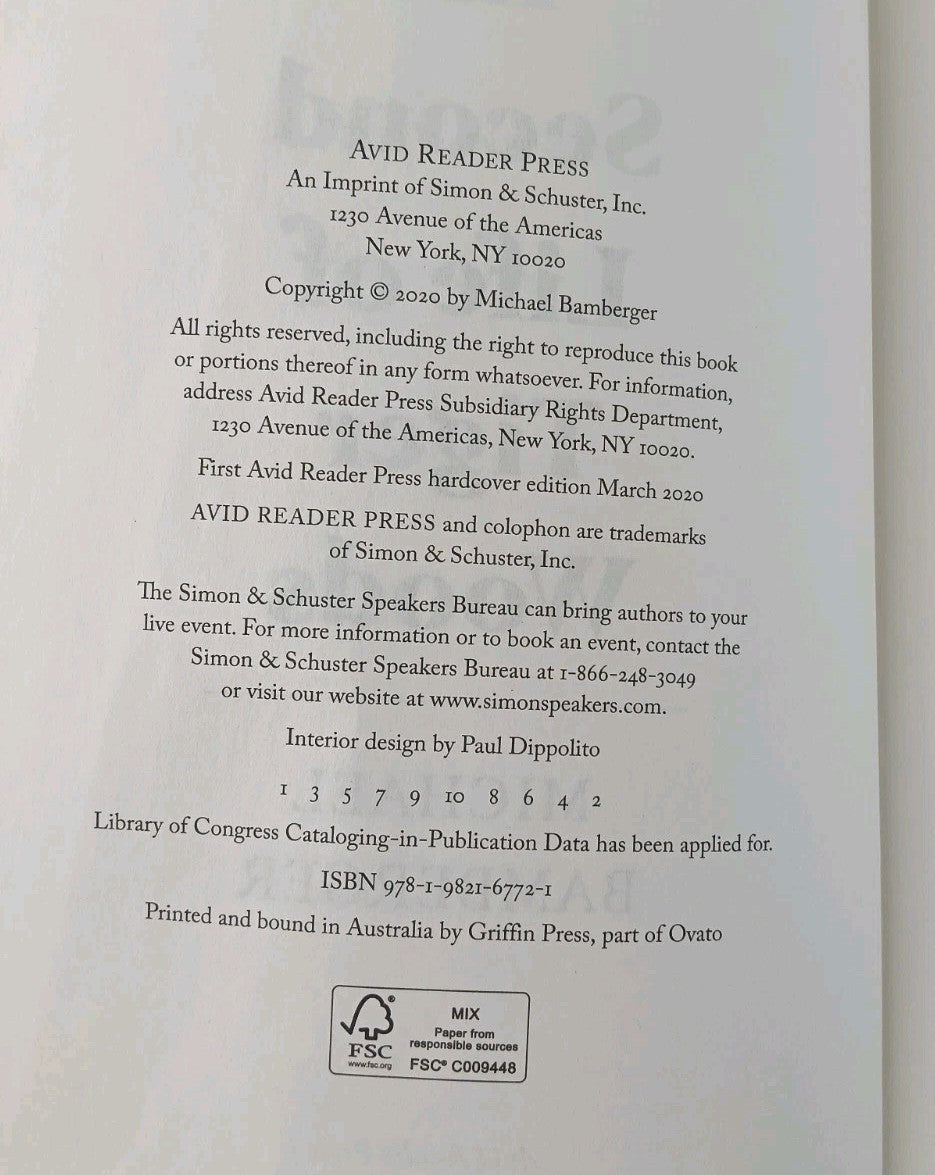 AVID READER PRESS
An Imprint of Simon & Schuster, Inc.
1230 Avenue of the Americas
New York, NY 10020
Copyright © 2020 by Michael Bamberger
All rights reserved, including the right to reproduce this book
or portions thereof in any form whatsoever. For information,
address Avid Reader Press Subsidiary Rights Department,
1230 Avenue of the Americas, New York, NY 10020.
First Avid Reader Press hardcover edition March 2020
AVID READER PRESS and colophon are trademarks
of Simon & Schuster, Inc.
The Simon & Schuster Speakers Bureau can bring authors to your
live event. For more information or to book an event, contact the
Simon & Schuster Speakers Bureau at 1-866-248-3049
or visit our website at www.simonspeakers.com.
Interior design by Paul Dippolito
1 3 5 7 9 10 8 6 4 2
Library of Congress Cataloging-in-Publication Data has been applied for.
ISBN 978-1-9821-6772-1
Printed and bound in Australia by Griffin Press, part of Ovato
®
FSC
www.fsc.org
MIX
Paper from
responsible sources
FSC® C009448